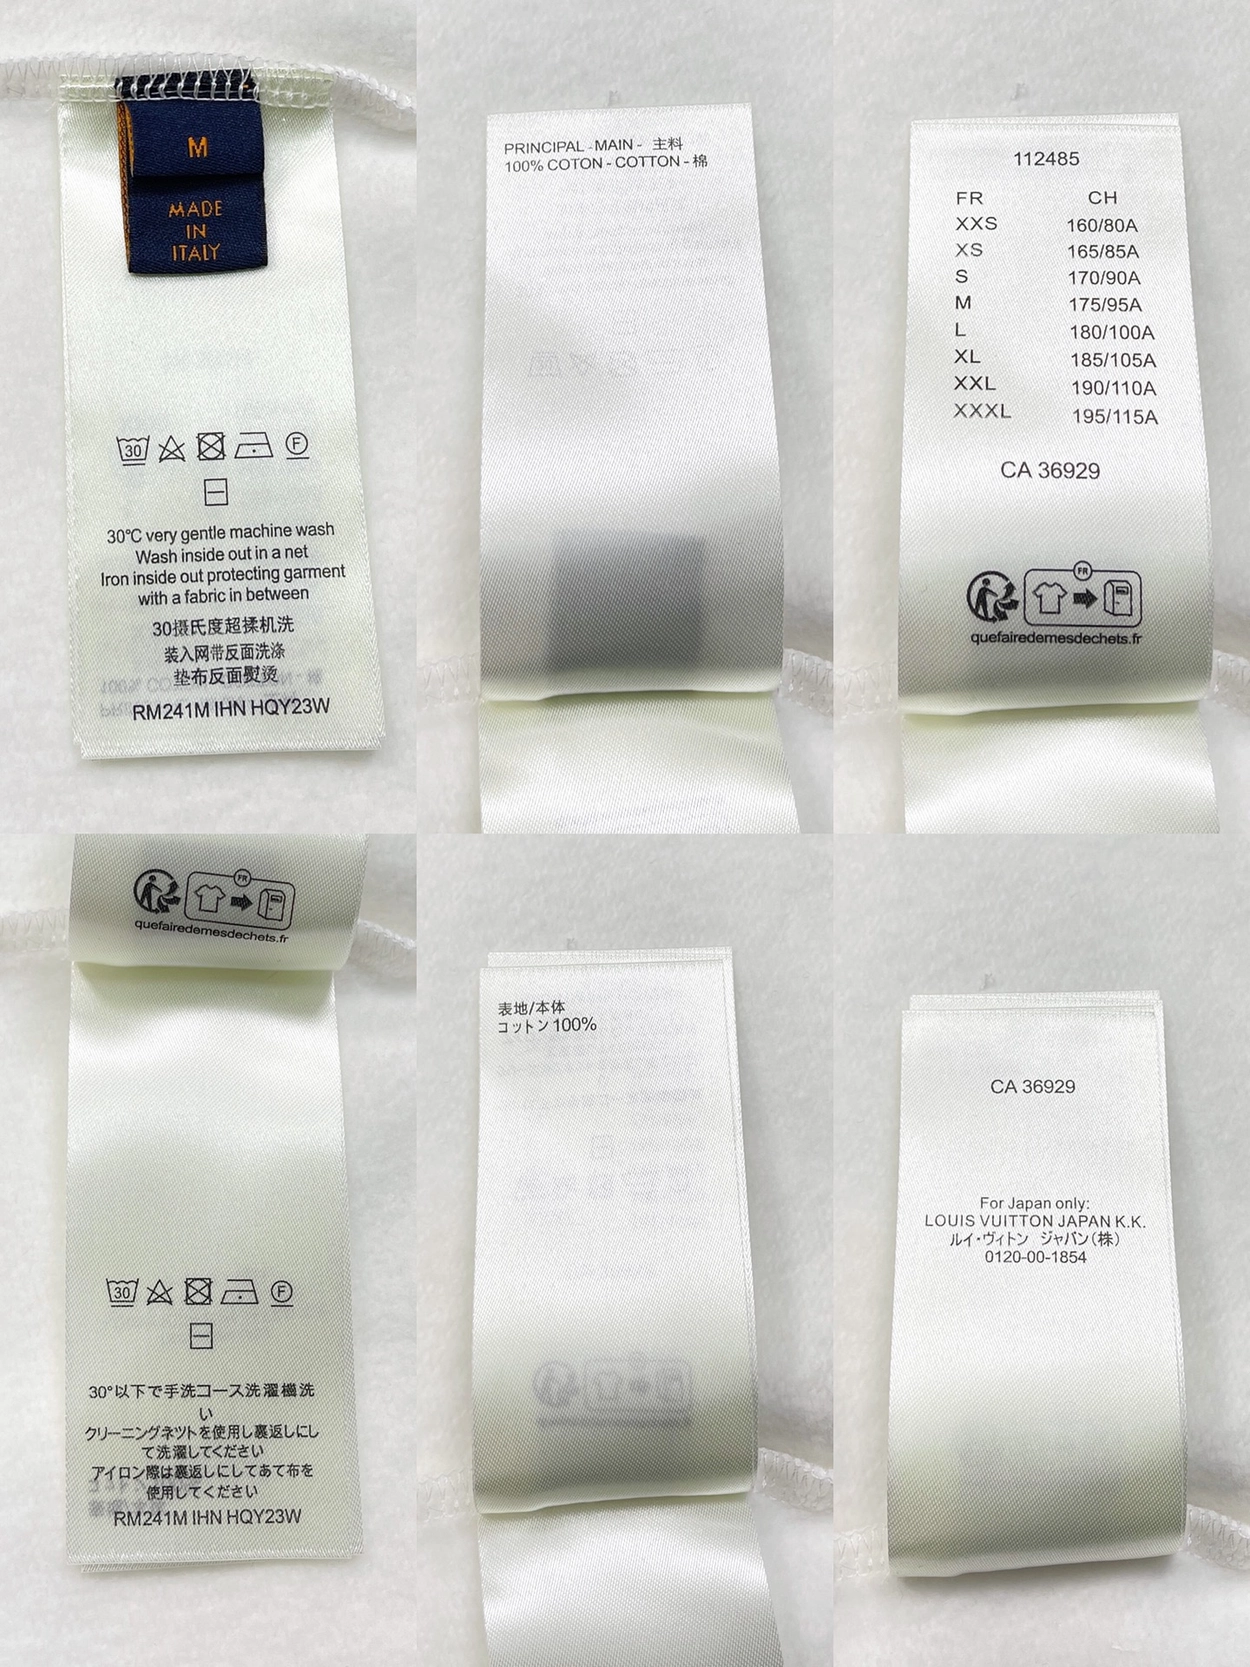 M
MADE
IN
ITALY
30
F
30℃ very gentle machine wash
Wash inside out in a net
Iron inside out protecting garment
with a fabric in between
30摄氏度超揉机洗
装入网带反面洗涤
垫布反面熨烫
RM241M IHN HQY23W
PRINCIPAL - MAIN - 主料
100% COTON - COTTON - 棉
112485
FR CH
XXS 160/80A
XS 165/85A
S 170/90A
M 175/95A
L 180/100A
XL 185/105A
XXL 190/110A
XXXL 195/115A
CA 36929
FR
quefairedemesdechets.fr
FR
quefairedemesdechets.fr
30
F
30°以下で手洗コース洗濯機洗
い
クリーニングネツトを使用し裏返しにし
て洗濯してください
アイロン際は裏返しにしてあて布を
使用してください
RM241M IHN HQY23W
表地/本体
コットン100%
CA 36929
For Japan only:
LOUIS VUITTON JAPAN K.K.
ルイ・ヴィトン ジャパン(株)
0120-00-1854